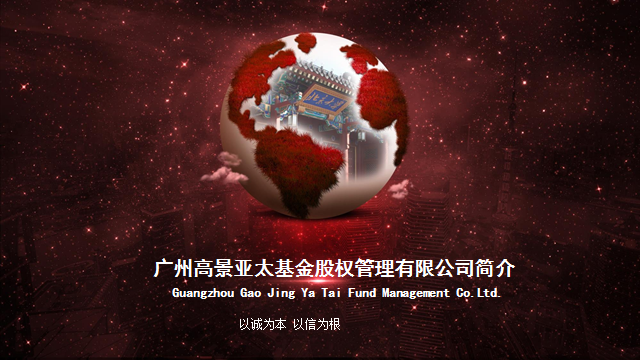 广州高景亚太基金股权管理有限公司简介
Guangzhou Gao Jing Ya Tai Fund Management Co.Ltd.
以诚为本 以信为根